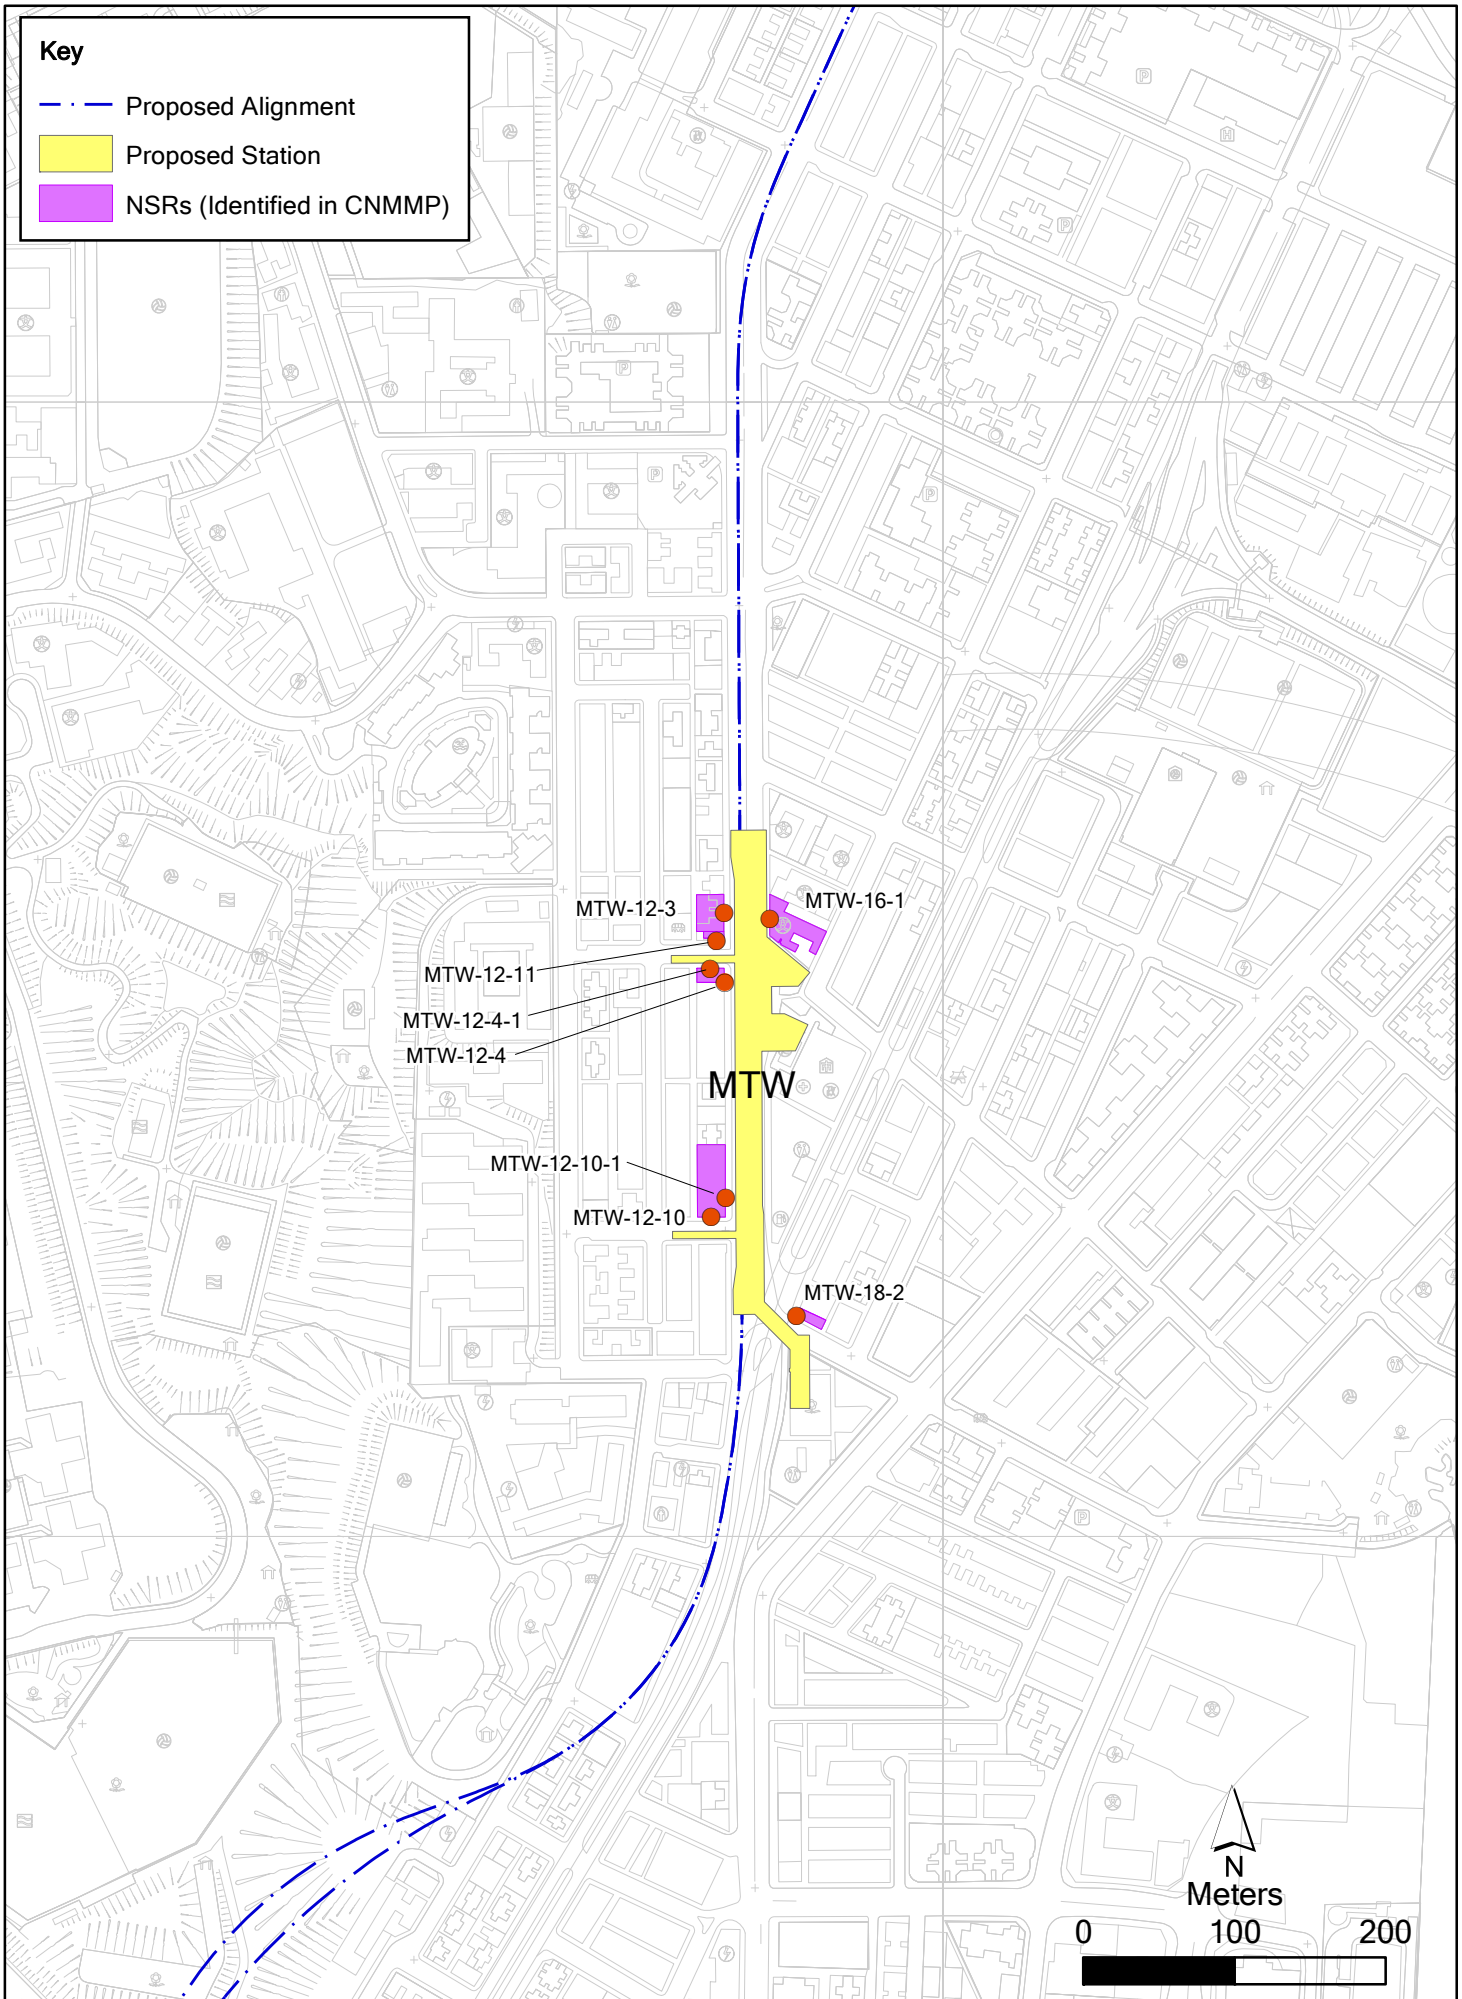 Key
Proposed Alignment
Proposed Station
NSRs (Identified in CNMMP)
MTW-12-3
MTW-16-1
MTW-12-11
MTW-12-4-1
MTW-12-4
MTW
MTW-12-10-1
MTW-12-10
MTW-18-2
N
Meters
0 100 200